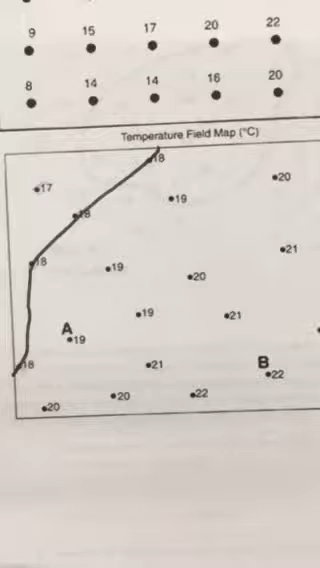 9 15 17 20 22
8 14 14 16 20
Temperature Field Map (°C)
18
17 20
18 19
21
18 19 20
19 21
A
19
18 21 B
22
20 22
20